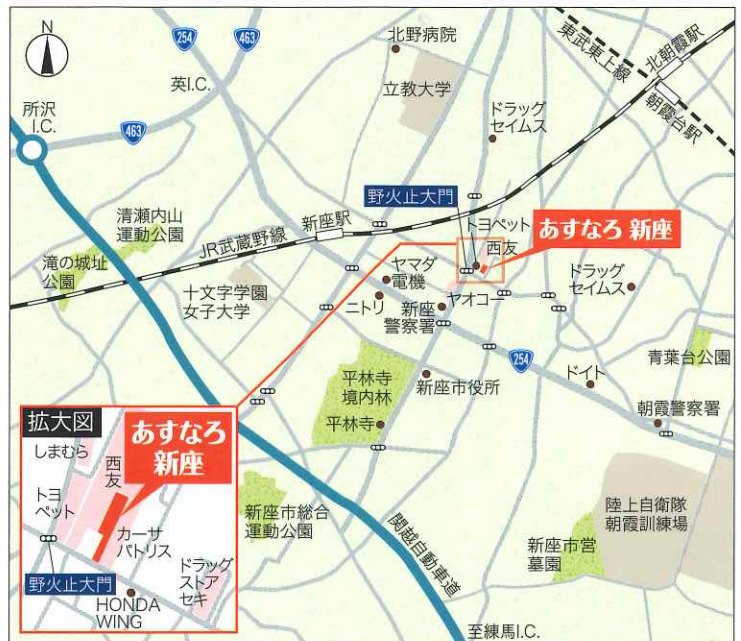 N
254
463
北野病院
東武東上線
北朝霞駅
英I.C.
立教大学
所沢
I.C.
463
ドラッグ
セイムス
朝霞台駅
野火止大門
清瀬内山
運動公園
新座駅
トヨペット
あすなろ 新座
JR武蔵野線
西友
滝の城址
公園
ヤマダ
電機
ドラッグ
セイムス
十文字学園
女子大学
ニトリ
新座
警察署
ヤオコー
254
青葉台公園
平林寺
境内林
新座市役所
ドイト
拡大図
あすなろ
新座
平林寺
朝霞警察署
しまむら
西友
トヨ
ペット
カーサ
パトリス
新座市総合
運動公園
関越自動車道
陸上自衛隊
朝霞訓練場
新座市営
墓園
野火止大門
ドラッグ
ストア
セキ
HONDA
WING
至練馬I.C.